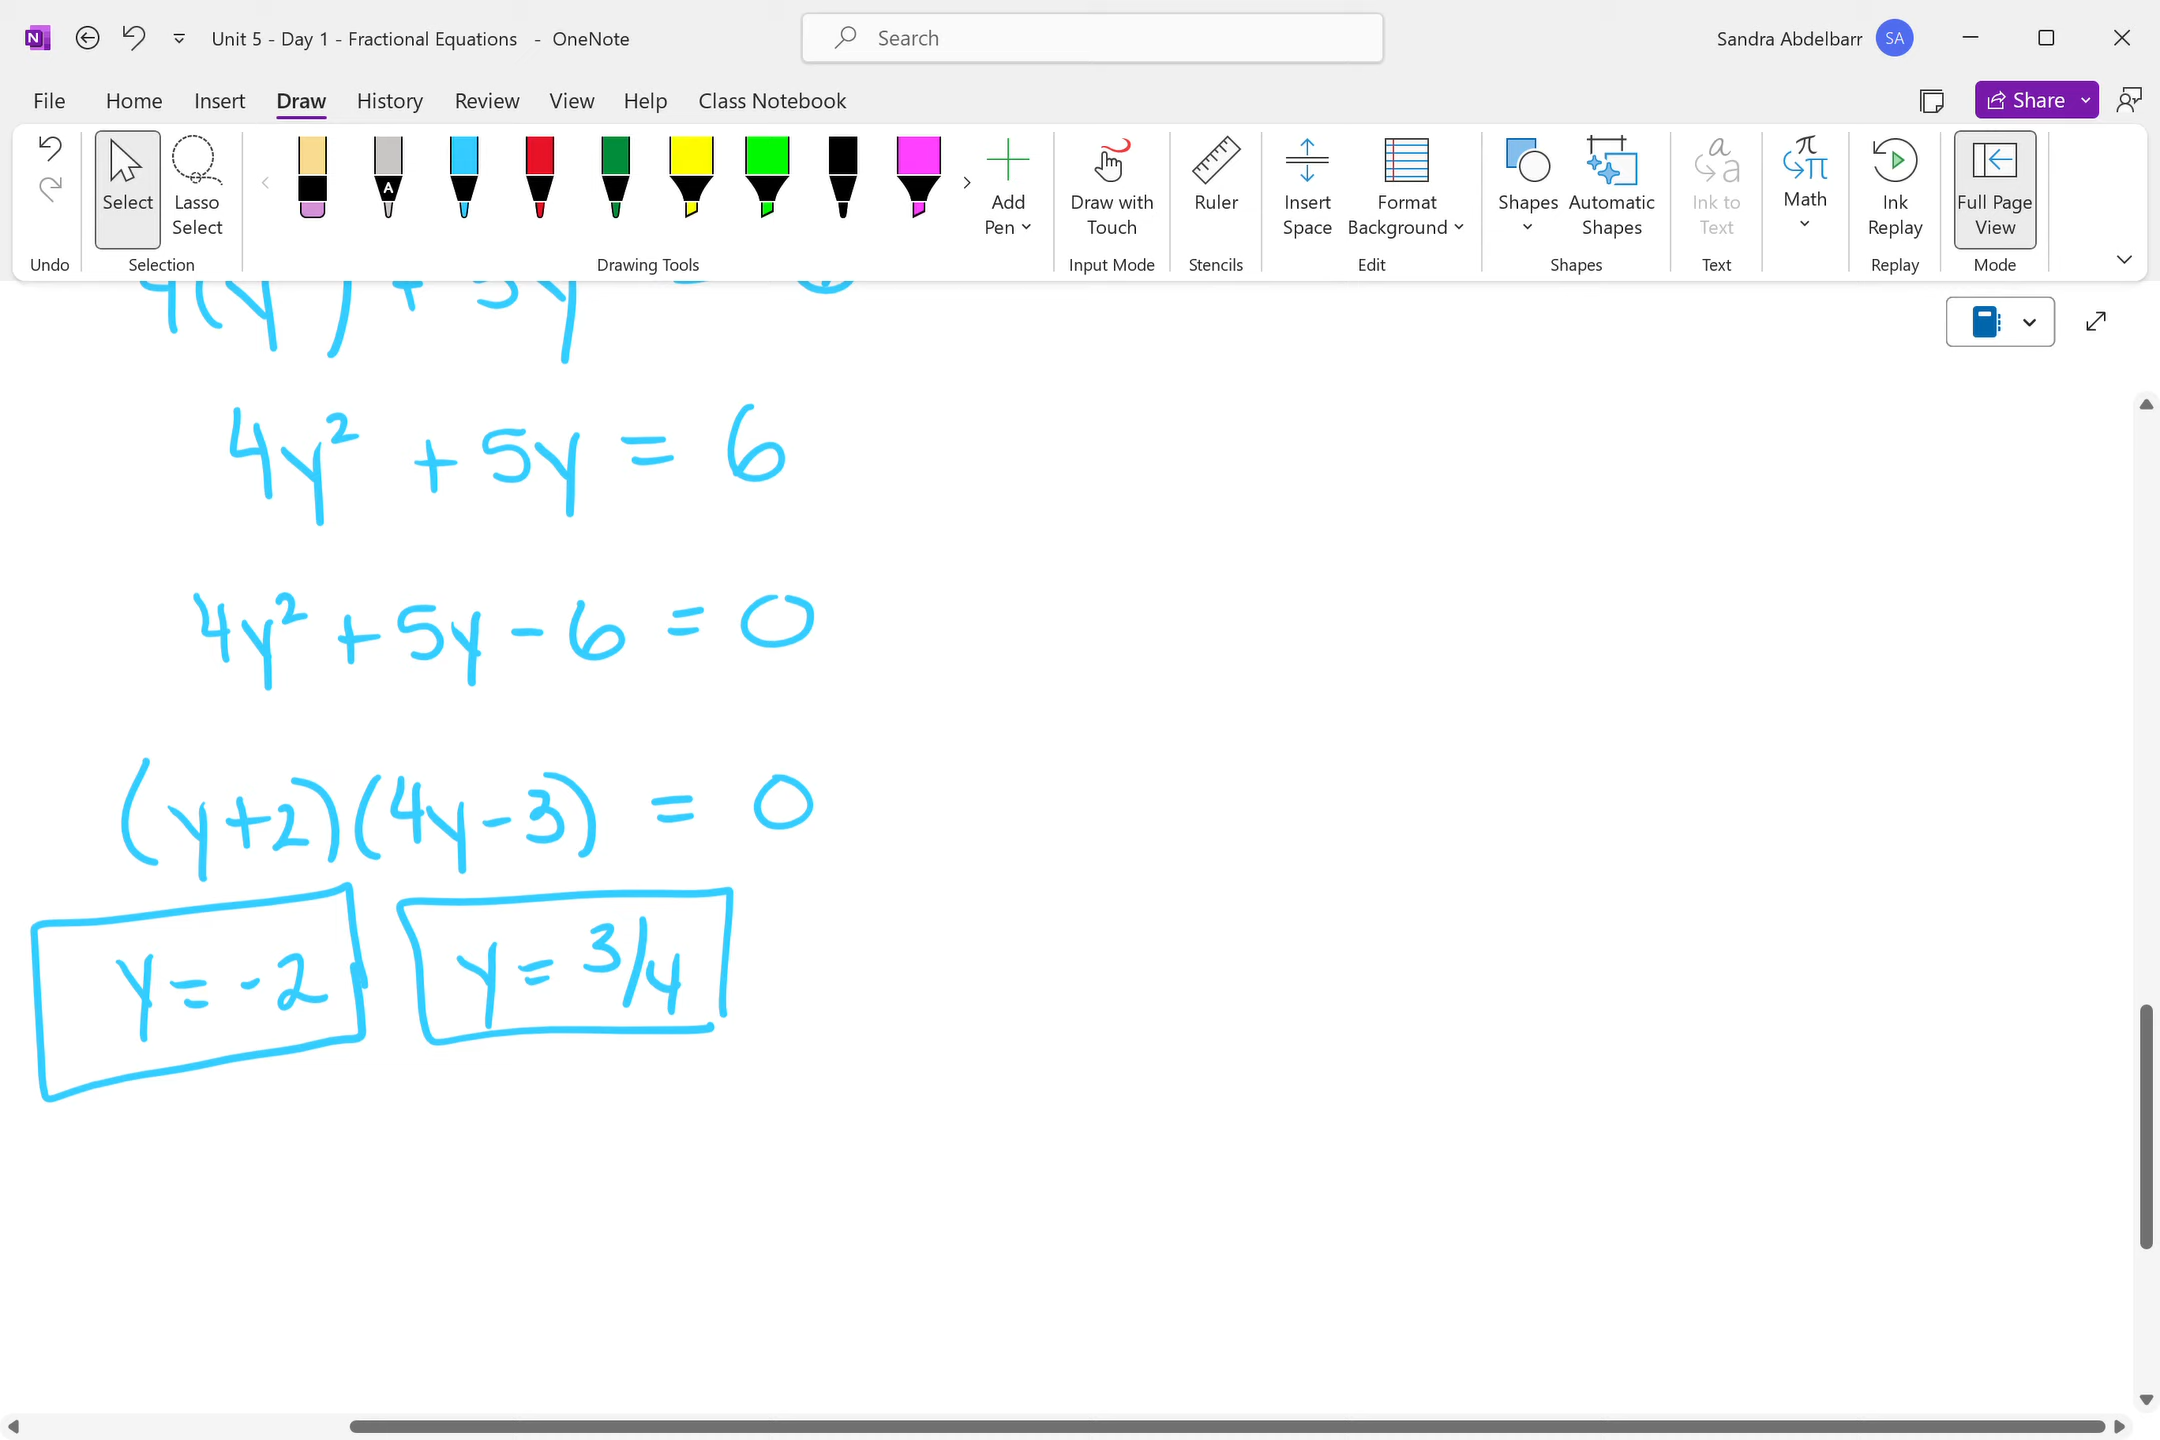 Unit 5 - Day 1 - Fractional Equations - OneNote
Search
Sandra Abdelbarr SA
File Home Insert Draw History Review View Help Class Notebook Share
Select
Lasso Select
Add Pen
Draw with Touch
Ruler
Insert Space
Format Background
Shapes
Automatic Shapes
Ink to Text
Math
Ink Replay
Full Page View
Undo Selection Drawing Tools Input Mode Stencils Edit Shapes Text Replay Mode
4y² + 5y = 6
4y² + 5y - 6 = 0
(y+2)(4y-3) = 0
y = -2 y = 3/4